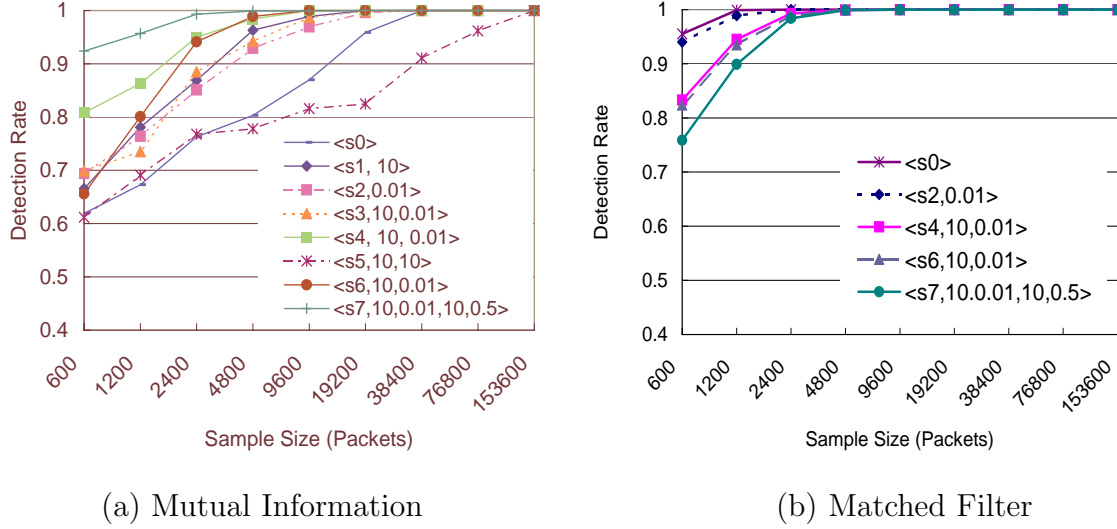 1
0.9
0.8
0.7
0.6
0.5
0.4
Detection Rate
600
1200
2400
4800
9600
19200
38400
76800
153600
Sample Size (Packets)
<s0>
<s1, 10>
<s2,0.01>
<s3,10,0.01>
<s4, 10, 0.01>
<s5,10,10>
<s6,10,0.01>
<s7,10,0.01,10,0.5>
(a) Mutual Information
1
0.9
0.8
0.7
0.6
0.5
0.4
Detection Rate
600
1200
2400
4800
9600
19200
38400
76800
153600
Sample Size (Packets)
<s0>
<s2,0.01>
<s4,10,0.01>
<s6,10,0.01>
<s7,10.0.01,10,0.5>
(b) Matched Filter